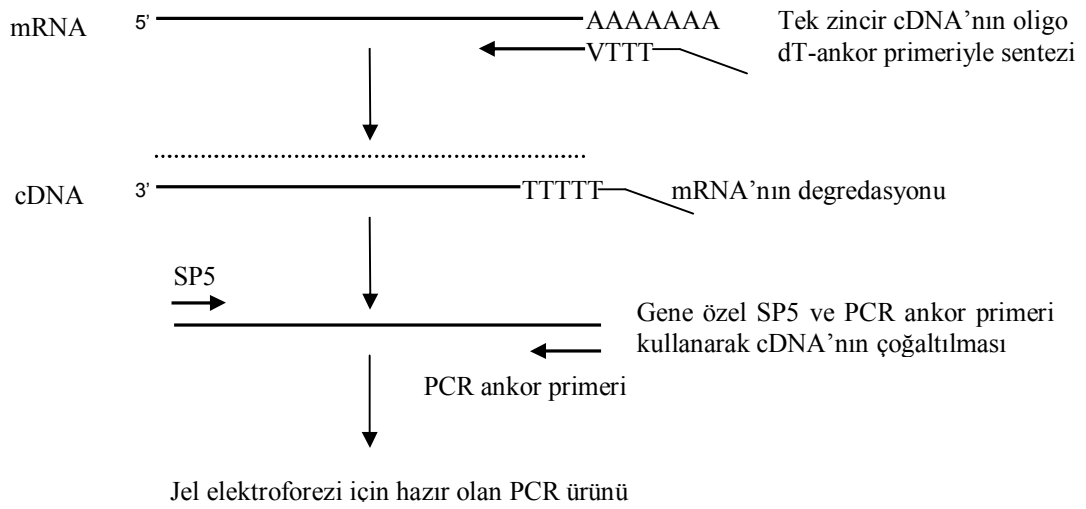 mRNA 5' AAAAAAA Tek zincir cDNA’nın oligo
VTTT dT-ankor primeriyle sentezi
cDNA 3' TTTTT mRNA’nın degredasyonu
SP5
Gene özel SP5 ve PCR ankor primeri
kullanarak cDNA’nın çoğaltılması
PCR ankor primeri
Jel elektroforezi için hazır olan PCR ürünü